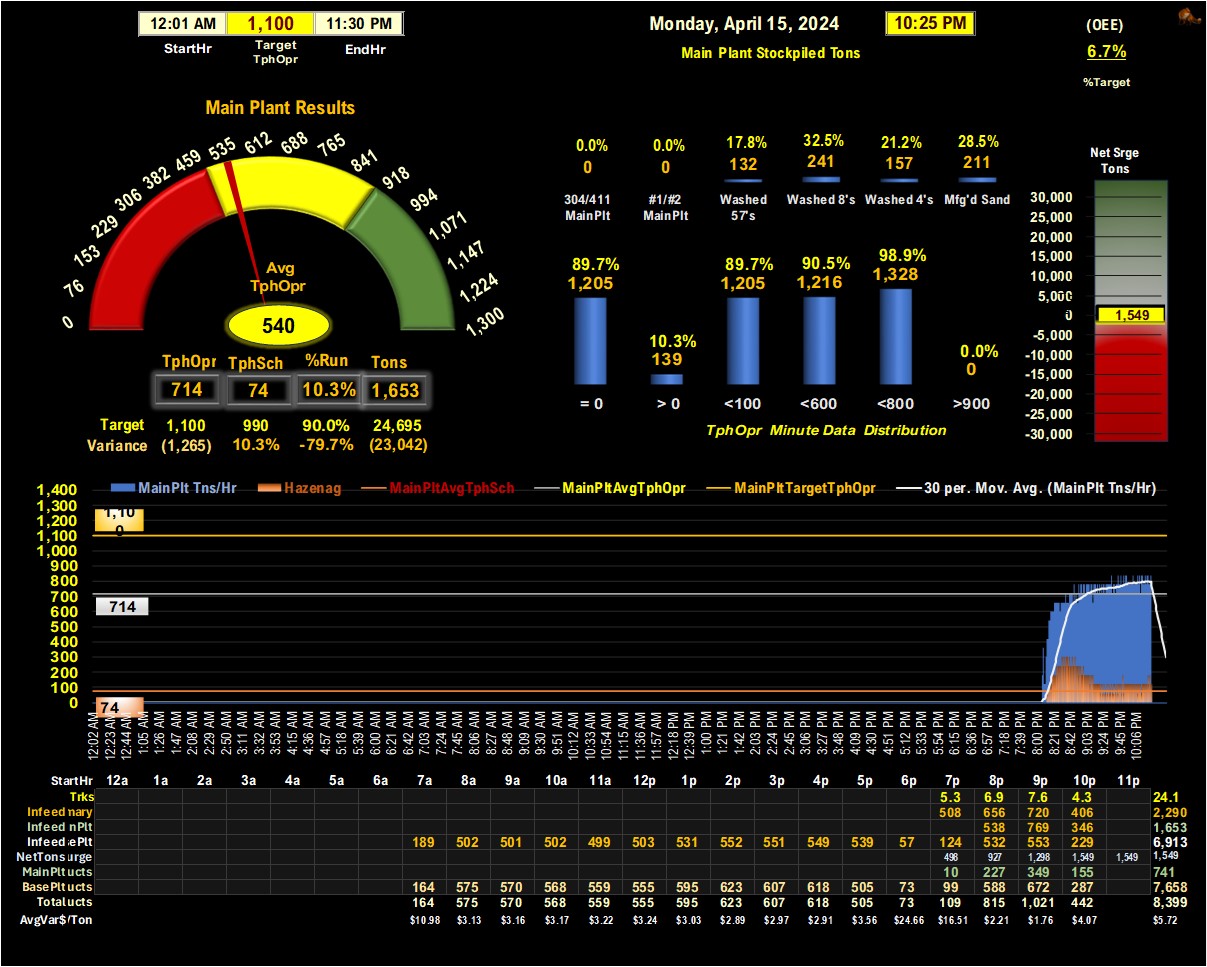 12:01 AM 1,100 11:30 PM
StartHr Target TphOpr EndHr
Monday, April 15, 2024 10:25 PM
Main Plant Stockpiled Tons
(OEE)
6.7%
%Target
Main Plant Results
0 76 153 229 306 382 459 535 612 688 765 841 918 994 1,071 1,147 1,224 1,300
Avg
TphOpr
540
TphOpr TphSch %Run Tons
714 74 10.3% 1,653
Target 1,100 990 90.0% 24,695
Variance (1,265) 10.3% -79.7% (23,042)
0.0% 0.0% 17.8% 32.5% 21.2% 28.5%
0 0 132 241 157 211
304/411 MainPlt #1/#2 MainPlt Washed 57's Washed 8's Washed 4's Mfg'd Sand
89.7% 10.3% 89.7% 90.5% 98.9% 0.0%
1,205 139 1,205 1,216 1,328 0
= 0 > 0 <100 <600 <800 >900
TphOpr Minute Data Distribution
Net Srge
Tons
30,000
25,000
20,000
15,000
10,000
5,000
0 1,549
-5,000
-10,000
-15,000
-20,000
-25,000
-30,000
MainPlt Tns/Hr Hazenag MainPltAvgTphSch MainPltAvgTphOpr MainPltTargetTphOpr 30 per. Mov. Avg. (MainPlt Tns/Hr)
1,400
1,300
1,200
1,100
1,000
900
800
700
600
500
400
300
200
100
0
1,100
714
74
12:02 AM 12:23 AM 12:44 AM 1:05 AM 1:26 AM 1:47 AM 2:08 AM 2:29 AM 2:50 AM 3:11 AM 3:32 AM 3:53 AM 4:15 AM 4:36 AM 4:57 AM 5:18 AM 5:39 AM 6:00 AM 6:21 AM 6:42 AM 7:03 AM 7:24 AM 7:45 AM 8:06 AM 8:27 AM 8:48 AM 9:09 AM 9:30 AM 9:51 AM 10:12 AM 10:33 AM 10:54 AM 11:15 AM 11:36 AM 11:57 AM 12:18 PM 12:39 PM 1:00 PM 1:21 PM 1:42 PM 2:03 PM 2:24 PM 2:45 PM 3:06 PM 3:27 PM 3:48 PM 4:09 PM 4:30 PM 4:51 PM 5:12 PM 5:33 PM 5:54 PM 6:15 PM 6:36 PM 6:57 PM 7:18 PM 7:39 PM 8:00 PM 8:21 PM 8:42 PM 9:03 PM 9:24 PM 9:45 PM 10:06 PM
StartHr 12a 1a 2a 3a 4a 5a 6a 7a 8a 9a 10a 11a 12p 1p 2p 3p 4p 5p 6p 7p 8p 9p 10p 11p
Trks 5.3 6.9 7.6 4.3 24.1
Infeed mary 508 656 720 406 2,290
Infeed nPlt 538 769 346 1,653
Infeed ePlt 189 502 501 502 499 503 531 552 551 549 539 57 124 532 553 229 6,913
NetTons urge 498 927 1,298 1,549 1,549 1,549
MainPlt ucts 10 227 349 155 741
BasePlt ucts 164 575 570 568 559 555 595 623 607 618 505 73 99 588 672 287 7,658
Total ucts 164 575 570 568 559 555 595 623 607 618 505 73 109 815 1,021 442 8,399
AvgVar$/Ton $10.98 $3.13 $3.16 $3.17 $3.22 $3.24 $3.03 $2.89 $2.97 $2.91 $3.56 $24.66 $16.51 $2.21 $1.76 $4.07 $5.72